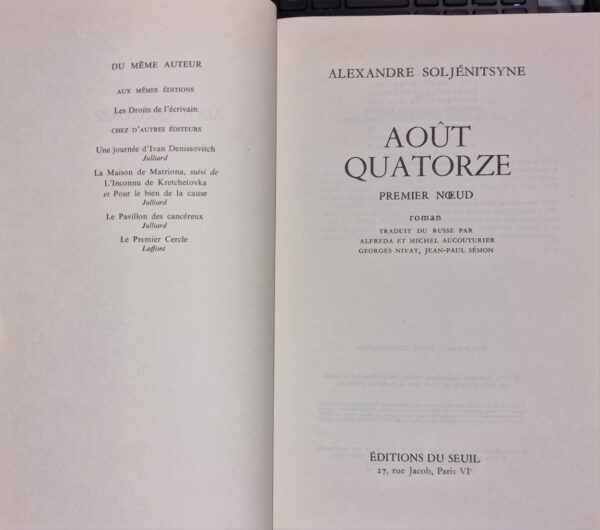 DU MÊME AUTEUR
AUX MÊMES ÉDITIONS
Les Droits de l'écrivain
CHEZ D'AUTRES ÉDITEURS
Une journée d'Ivan Denissovitch
Julliard
La Maison de Matriona, suivi de
L'Inconnu de Kretchetovka
et Pour le bien de la cause
Julliard
Le Pavillon des cancéreux
Julliard
Le Premier Cercle
Laffont
ALEXANDRE SOLJÉNITSYNE
AOÛT
QUATORZE
PREMIER NŒUD
roman
TRADUIT DU RUSSE PAR
ALFREDA ET MICHEL AUCOUTURIER
GEORGES NIVAT, JEAN-PAUL SÉMON
ÉDITIONS DU SEUIL
27, rue Jacob, Paris VIe